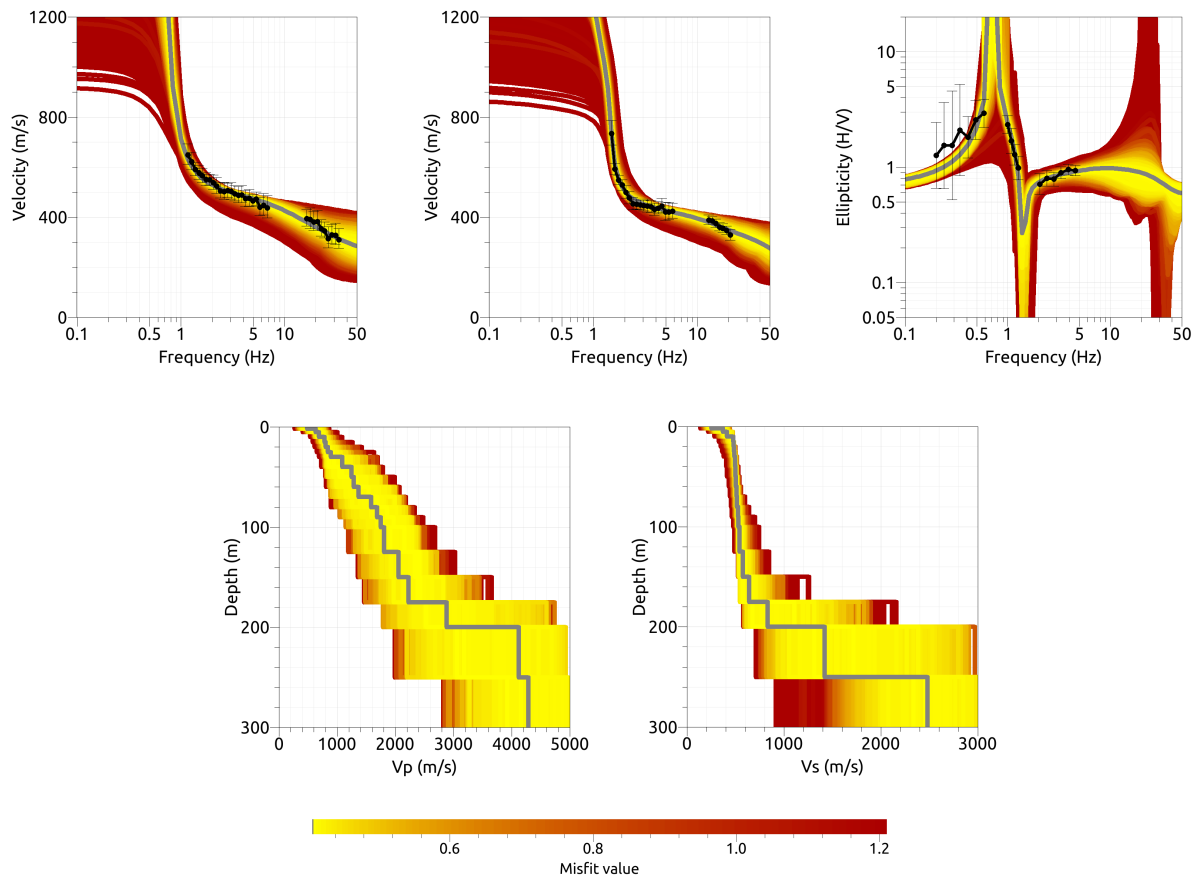 1200
800
400
0
Velocity (m/s)
0.1 0.5 1 5 10 50
Frequency (Hz)
1200
800
400
0
Velocity (m/s)
0.1 0.5 1 5 10 50
Frequency (Hz)
10
5
1
0.5
0.1
0.05
Ellipticity (H/V)
0.1 0.5 1 5 10 50
Frequency (Hz)
0
100
200
300
Depth (m)
0 1000 2000 3000 4000 5000
Vp (m/s)
0
100
200
300
Depth (m)
0 1000 2000 3000
Vs (m/s)
0.6 0.8 1.0 1.2
Misfit value